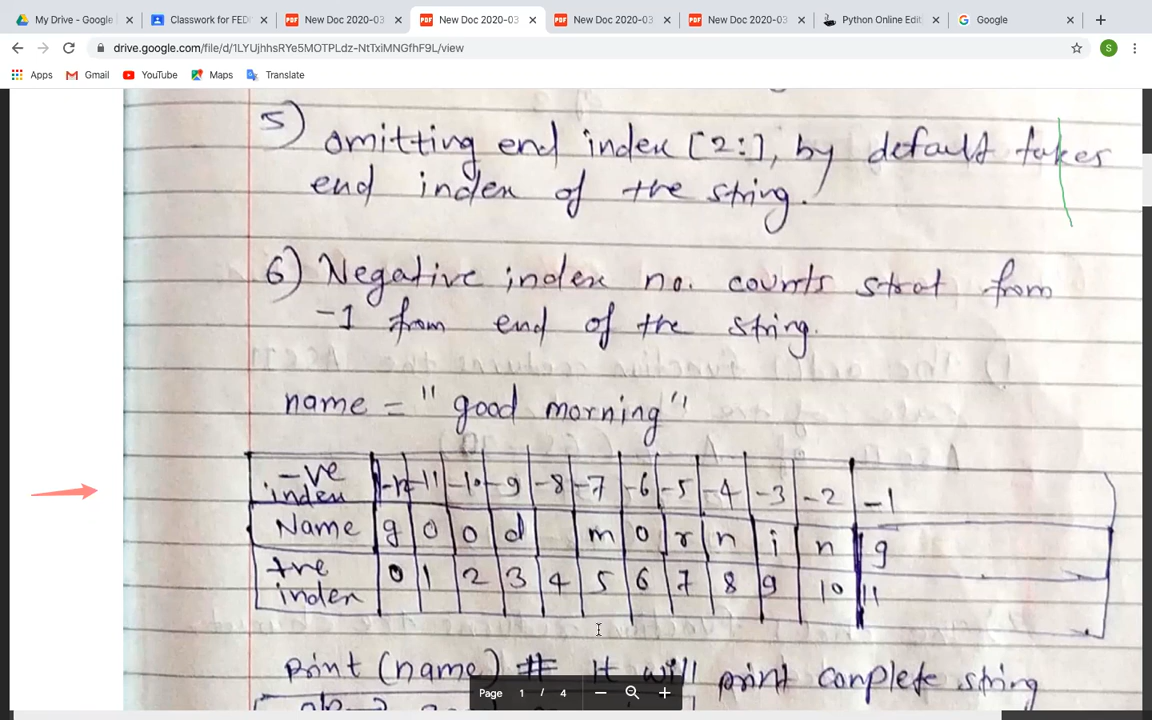 My Drive - Google
Classwork for FED
New Doc 2020-03
New Doc 2020-03
New Doc 2020-03
New Doc 2020-03
Python Online Edit
Google
drive.google.com/file/d/1LYUjhhsRYe5MOTPLdz-NtTxiMNGfhF9L/view
S
Apps Gmail YouTube Maps Translate
5) omitting end index [2:], by default takes
end index of the string.
6) Negative index no. counts strat from
-1 from end of the string.
name = "good morning"
-ve index -12 -11 -10 -9 -8 -7 -6 -5 -4 -3 -2 -1
Name g o o d m o r n i n g
+ve index 0 1 2 3 4 5 6 7 8 9 10 11
print (name) # It will print complete string
Page 1 / 4